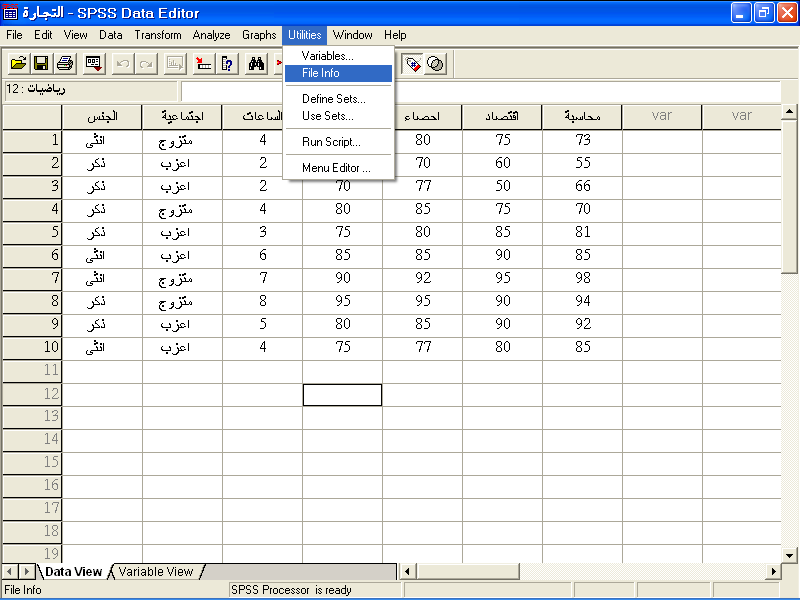 التجارة - SPSS Data Editor
File Edit View Data Transform Analyze Graphs Utilities Window Help
Variables...
File Info
Define Sets...
Use Sets...
Run Script...
Menu Editor ...
12 : رياضيات
الجنس اجتماعية الساعات احصاء اقتصاد محاسبة var var
1 انثى متزوج 4 80 75 73
2 ذكر اعزب 2 70 60 55
3 ذكر اعزب 2 70 77 50 66
4 ذكر متزوج 4 80 85 75 70
5 ذكر اعزب 3 75 80 85 81
6 انثى اعزب 6 85 85 90 85
7 انثى متزوج 7 90 92 95 98
8 ذكر متزوج 8 95 95 90 94
9 ذكر اعزب 5 80 85 90 92
10 انثى اعزب 4 75 77 80 85
11
12
13
14
15
16
17
18
19
Data View Variable View
File Info SPSS Processor is ready